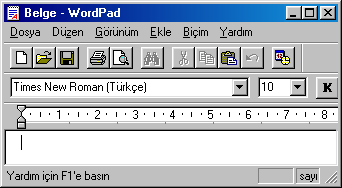 Belge - WordPad
Dosya Düzen Görünüm Ekle Biçim Yardım
Times New Roman (Türkçe) 10 K
1 2 3 4 5 6 7 8
Yardım için F1'e basın sayı